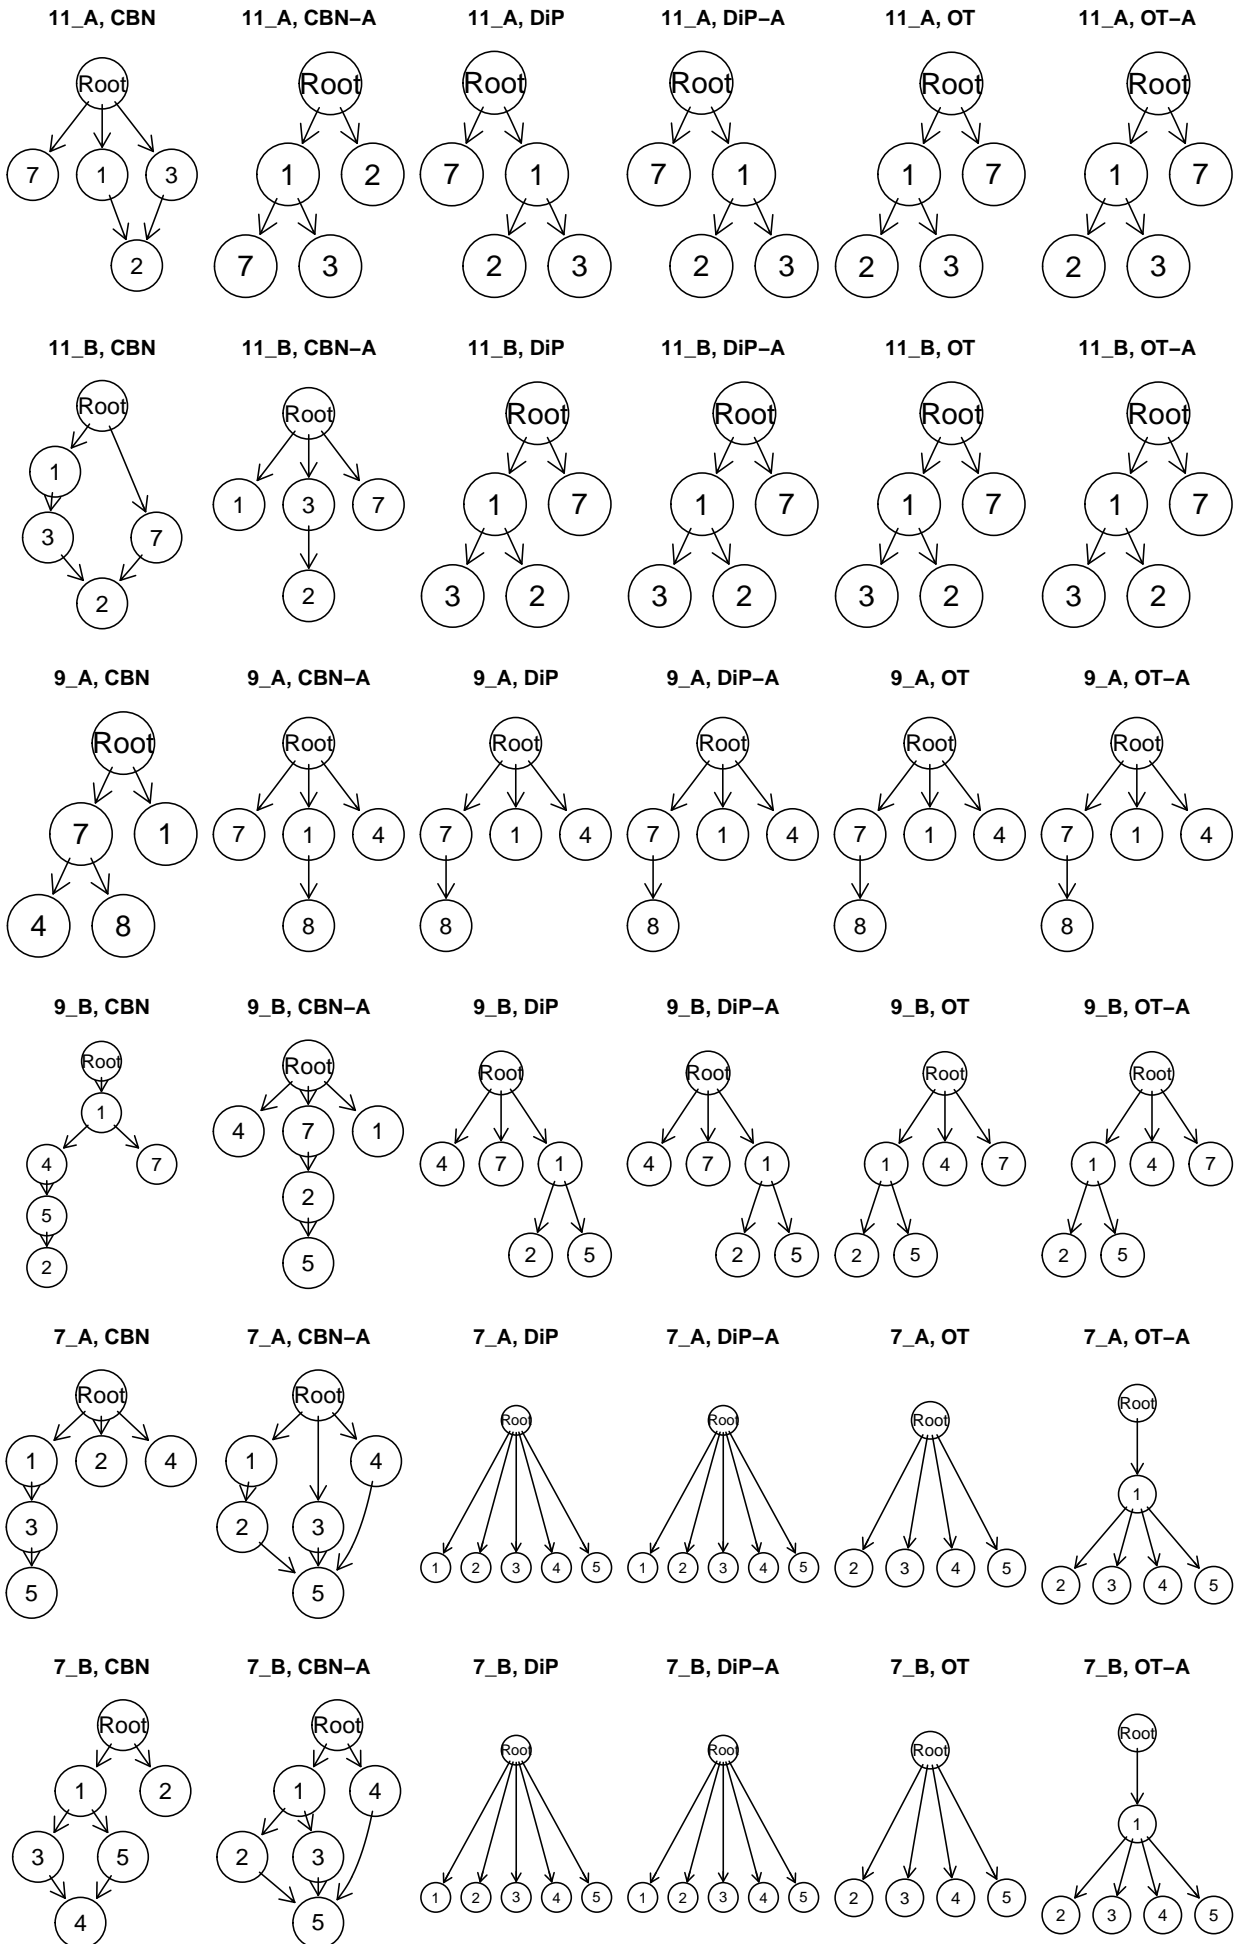 11_A, CBN 11_A, CBN−A 11_A, DiP 11_A, DiP−A 11_A, OT 11_A, OT−A
Root Root Root Root Root Root
7 1 3 1 2 7 1 7 1 1 7 1 7
2 7 3 2 3 2 3 2 3 2 3
11_B, CBN 11_B, CBN−A 11_B, DiP 11_B, DiP−A 11_B, OT 11_B, OT−A
Root Root Root Root Root Root
1
1 3 7 1 7 1 7 1 7 1 7
3 7
2 2 3 2 3 2 3 2 3 2
9_A, CBN 9_A, CBN−A 9_A, DiP 9_A, DiP−A 9_A, OT 9_A, OT−A
Root Root Root Root Root Root
7 1 7 1 4 7 1 4 7 1 4 7 1 4 7 1 4
4 8 8 8 8 8 8
9_B, CBN 9_B, CBN−A 9_B, DiP 9_B, DiP−A 9_B, OT 9_B, OT−A
Root Root Root Root Root Root
1 4 7 1
4 7 4 7 1 4 7 1 1 4 7 1 4 7
5 2
2 5 2 5 2 5 2 5 2 5
7_A, CBN 7_A, CBN−A 7_A, DiP 7_A, DiP−A 7_A, OT 7_A, OT−A
Root Root Root Root Root Root
1 2 4 1 4
1
3 2 3
1 2 3 4 5 1 2 3 4 5 2 3 4 5
5 5 2 3 4 5
7_B, CBN 7_B, CBN−A 7_B, DiP 7_B, DiP−A 7_B, OT 7_B, OT−A
Root Root Root Root Root Root
1 2 1 4
1
3 5 2 3
1 2 3 4 5 1 2 3 4 5 2 3 4 5
4 5 2 3 4 5